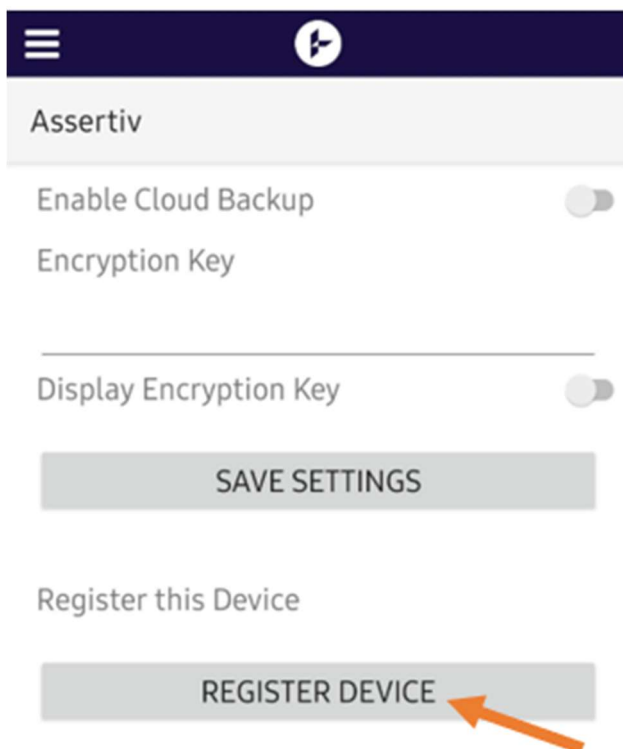 Assertiv
Enable Cloud Backup
Encryption Key
Display Encryption Key
SAVE SETTINGS
Register this Device
REGISTER DEVICE